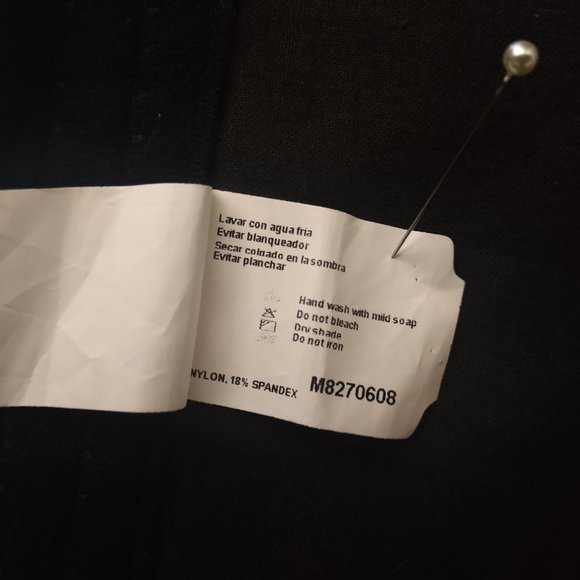 Lavar con agua fria
Evitar blanqueador
Secar colnado en la sombra
Evitar planchar
Hand wash with mild soap
Do not bleach
Dry shade
Do not iron
NYLON, 18% SPANDEX
M8270608